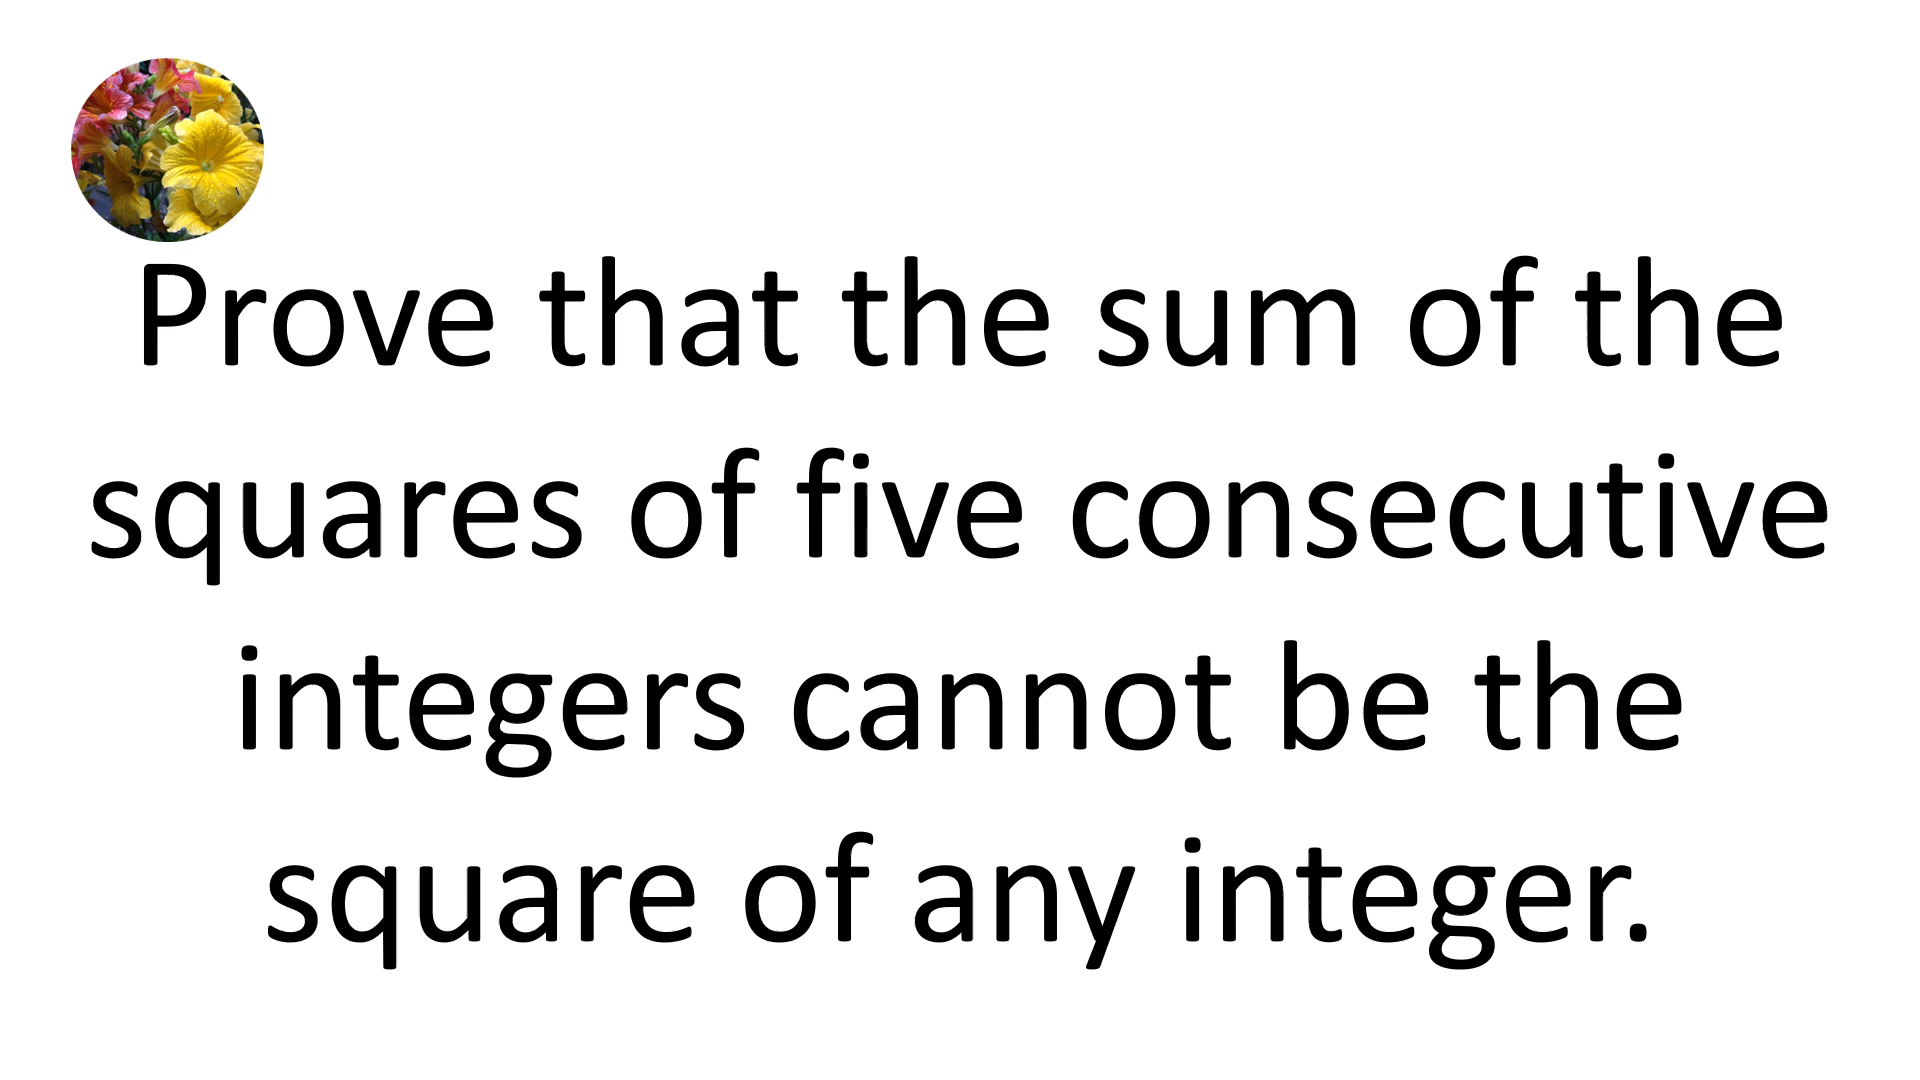 Prove that the sum of the
squares of five consecutive
integers cannot be the
square of any integer.